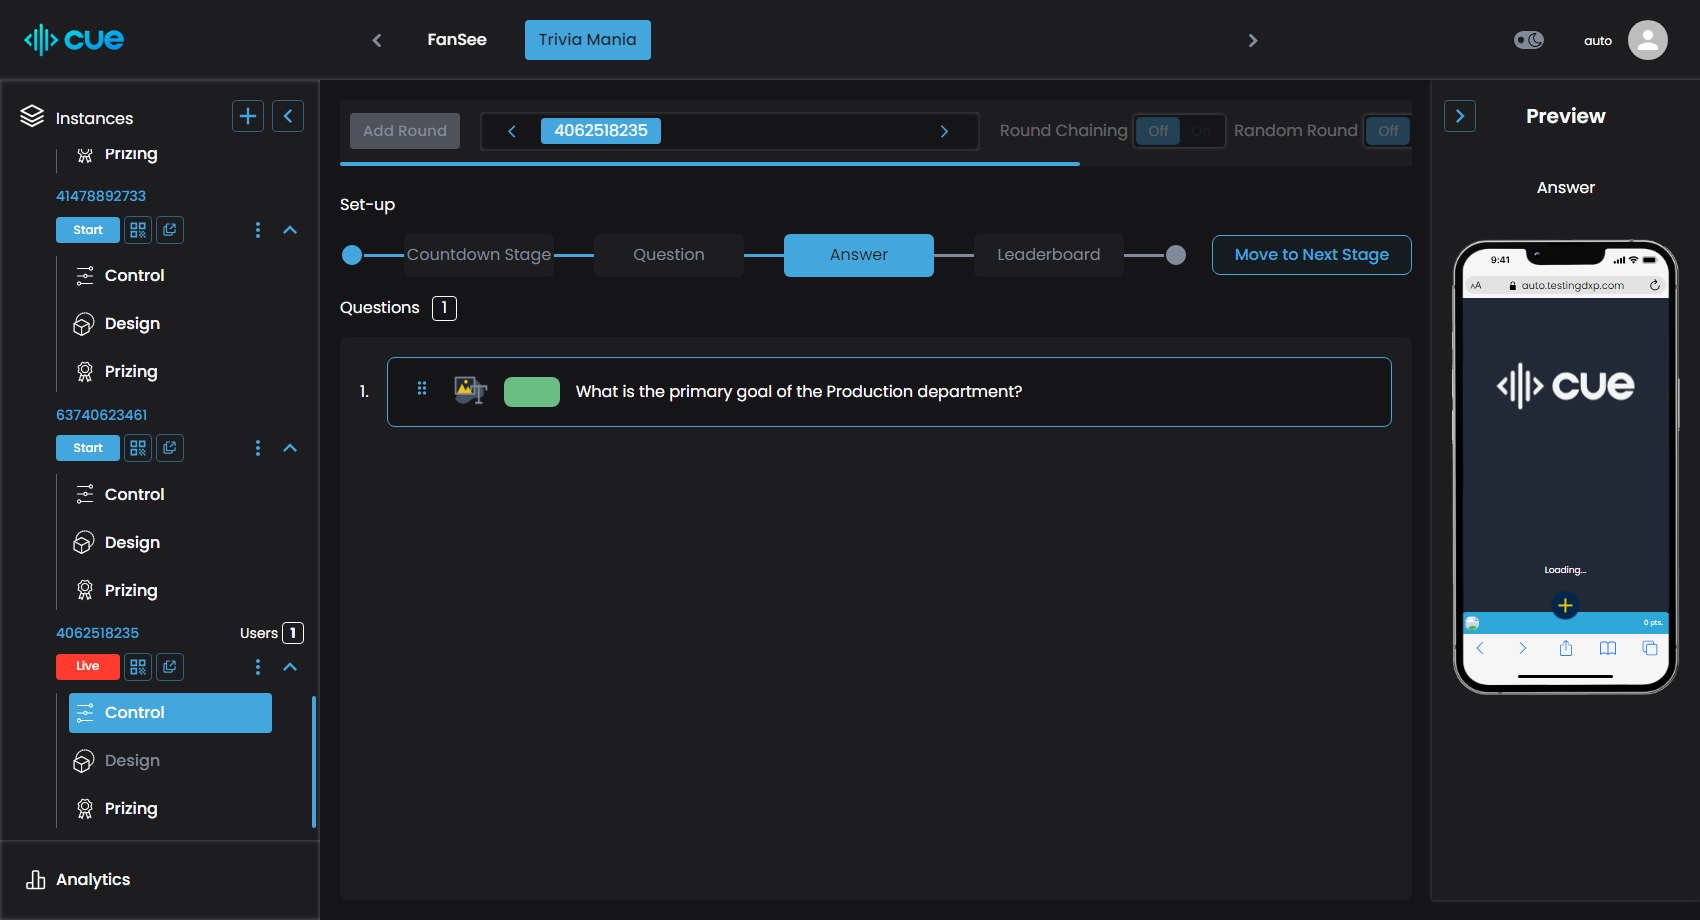 cue
FanSee
Trivia Mania
auto
Instances
Prizing
41478892733
Start
Control
Design
Prizing
63740623461
Start
Control
Design
Prizing
4062518235
Users 1
Live
Control
Design
Prizing
Analytics
Add Round
4062518235
Round Chaining
Off On
Random Round
Off
Set-up
Countdown Stage
Question
Answer
Leaderboard
Move to Next Stage
Questions 1
1. What is the primary goal of the Production department?
Preview
Answer
9:41
AA auto.testingdxp.com
cue
Loading...
0 pts.